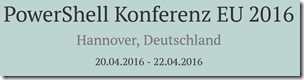 PowerShell Konferenz EU 2016
Hannover, Deutschland
20.04.2016 - 22.04.2016